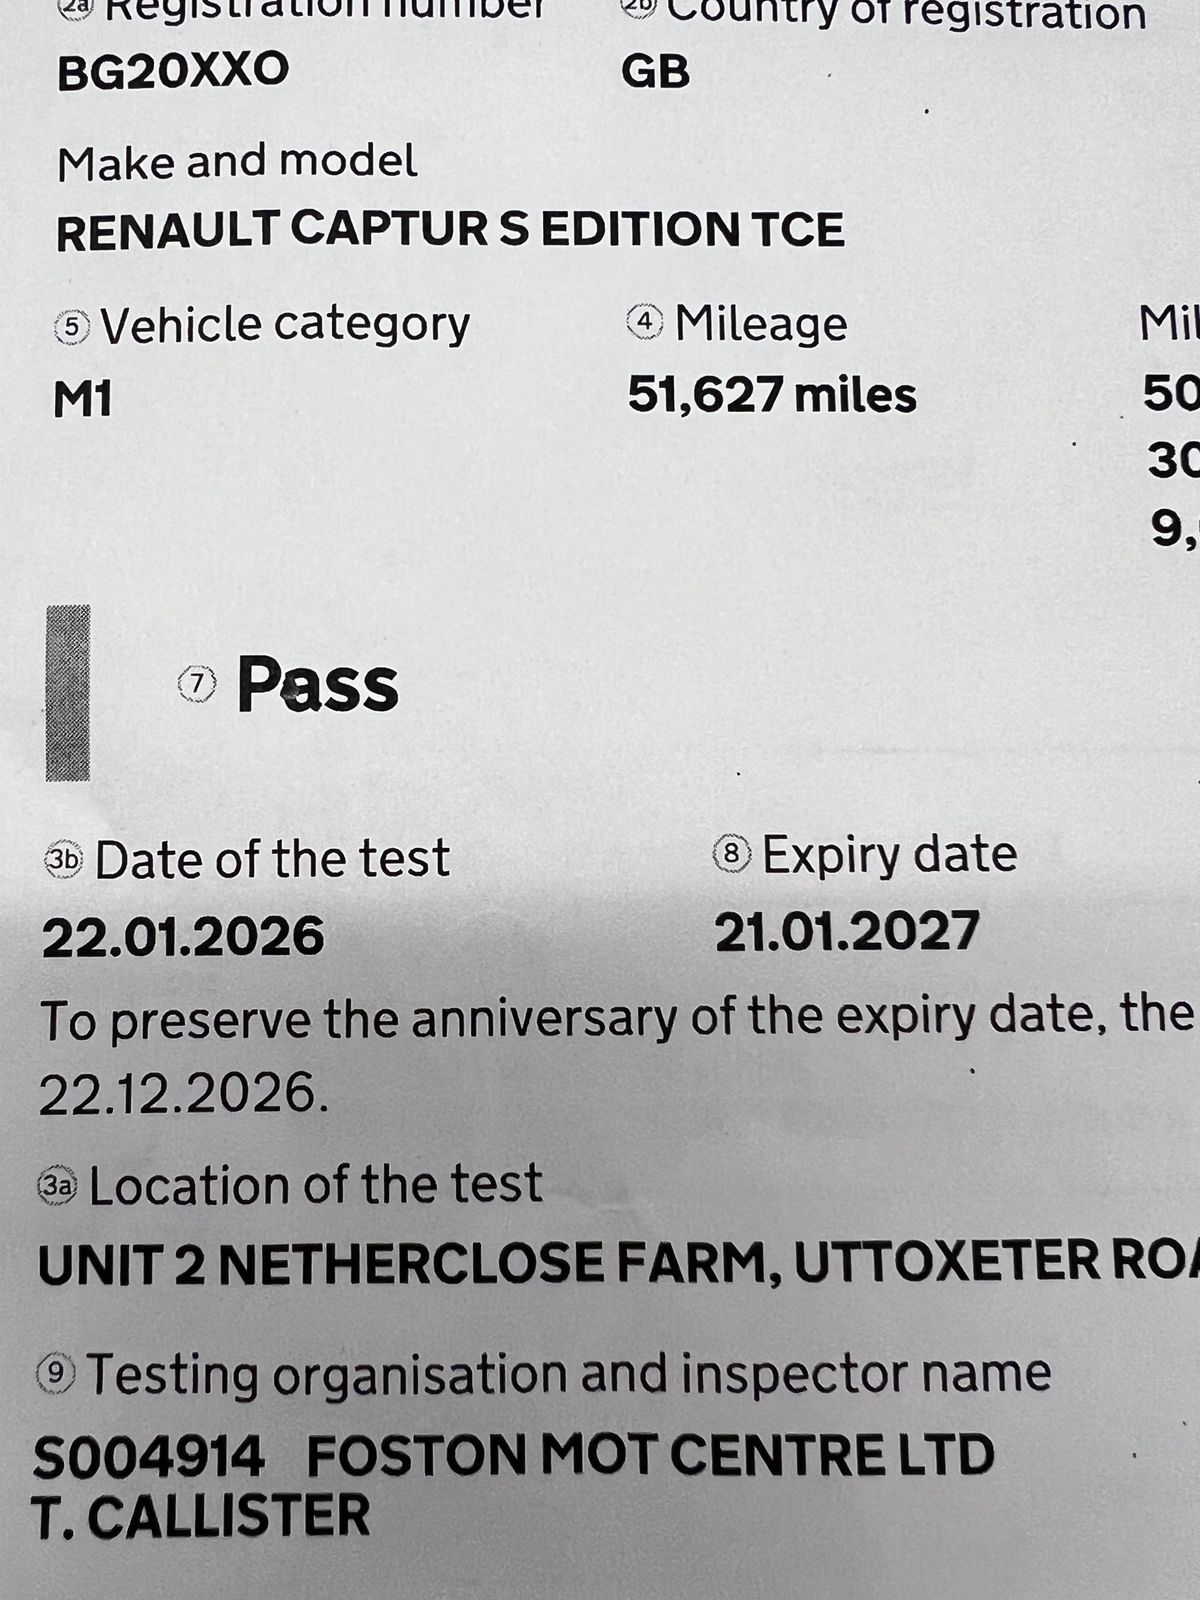 2a Registration number 2b Country of registration
BG20XXO GB
Make and model
RENAULT CAPTUR S EDITION TCE
5 Vehicle category 4 Mileage
M1 51,627 miles
7 Pass
3b Date of the test 8 Expiry date
22.01.2026 21.01.2027
To preserve the anniversary of the expiry date, the
22.12.2026.
3a Location of the test
UNIT 2 NETHERCLOSE FARM, UTTOXETER
9 Testing organisation and inspector name
S004914 FOSTON MOT CENTRE LTD
T. CALLISTER